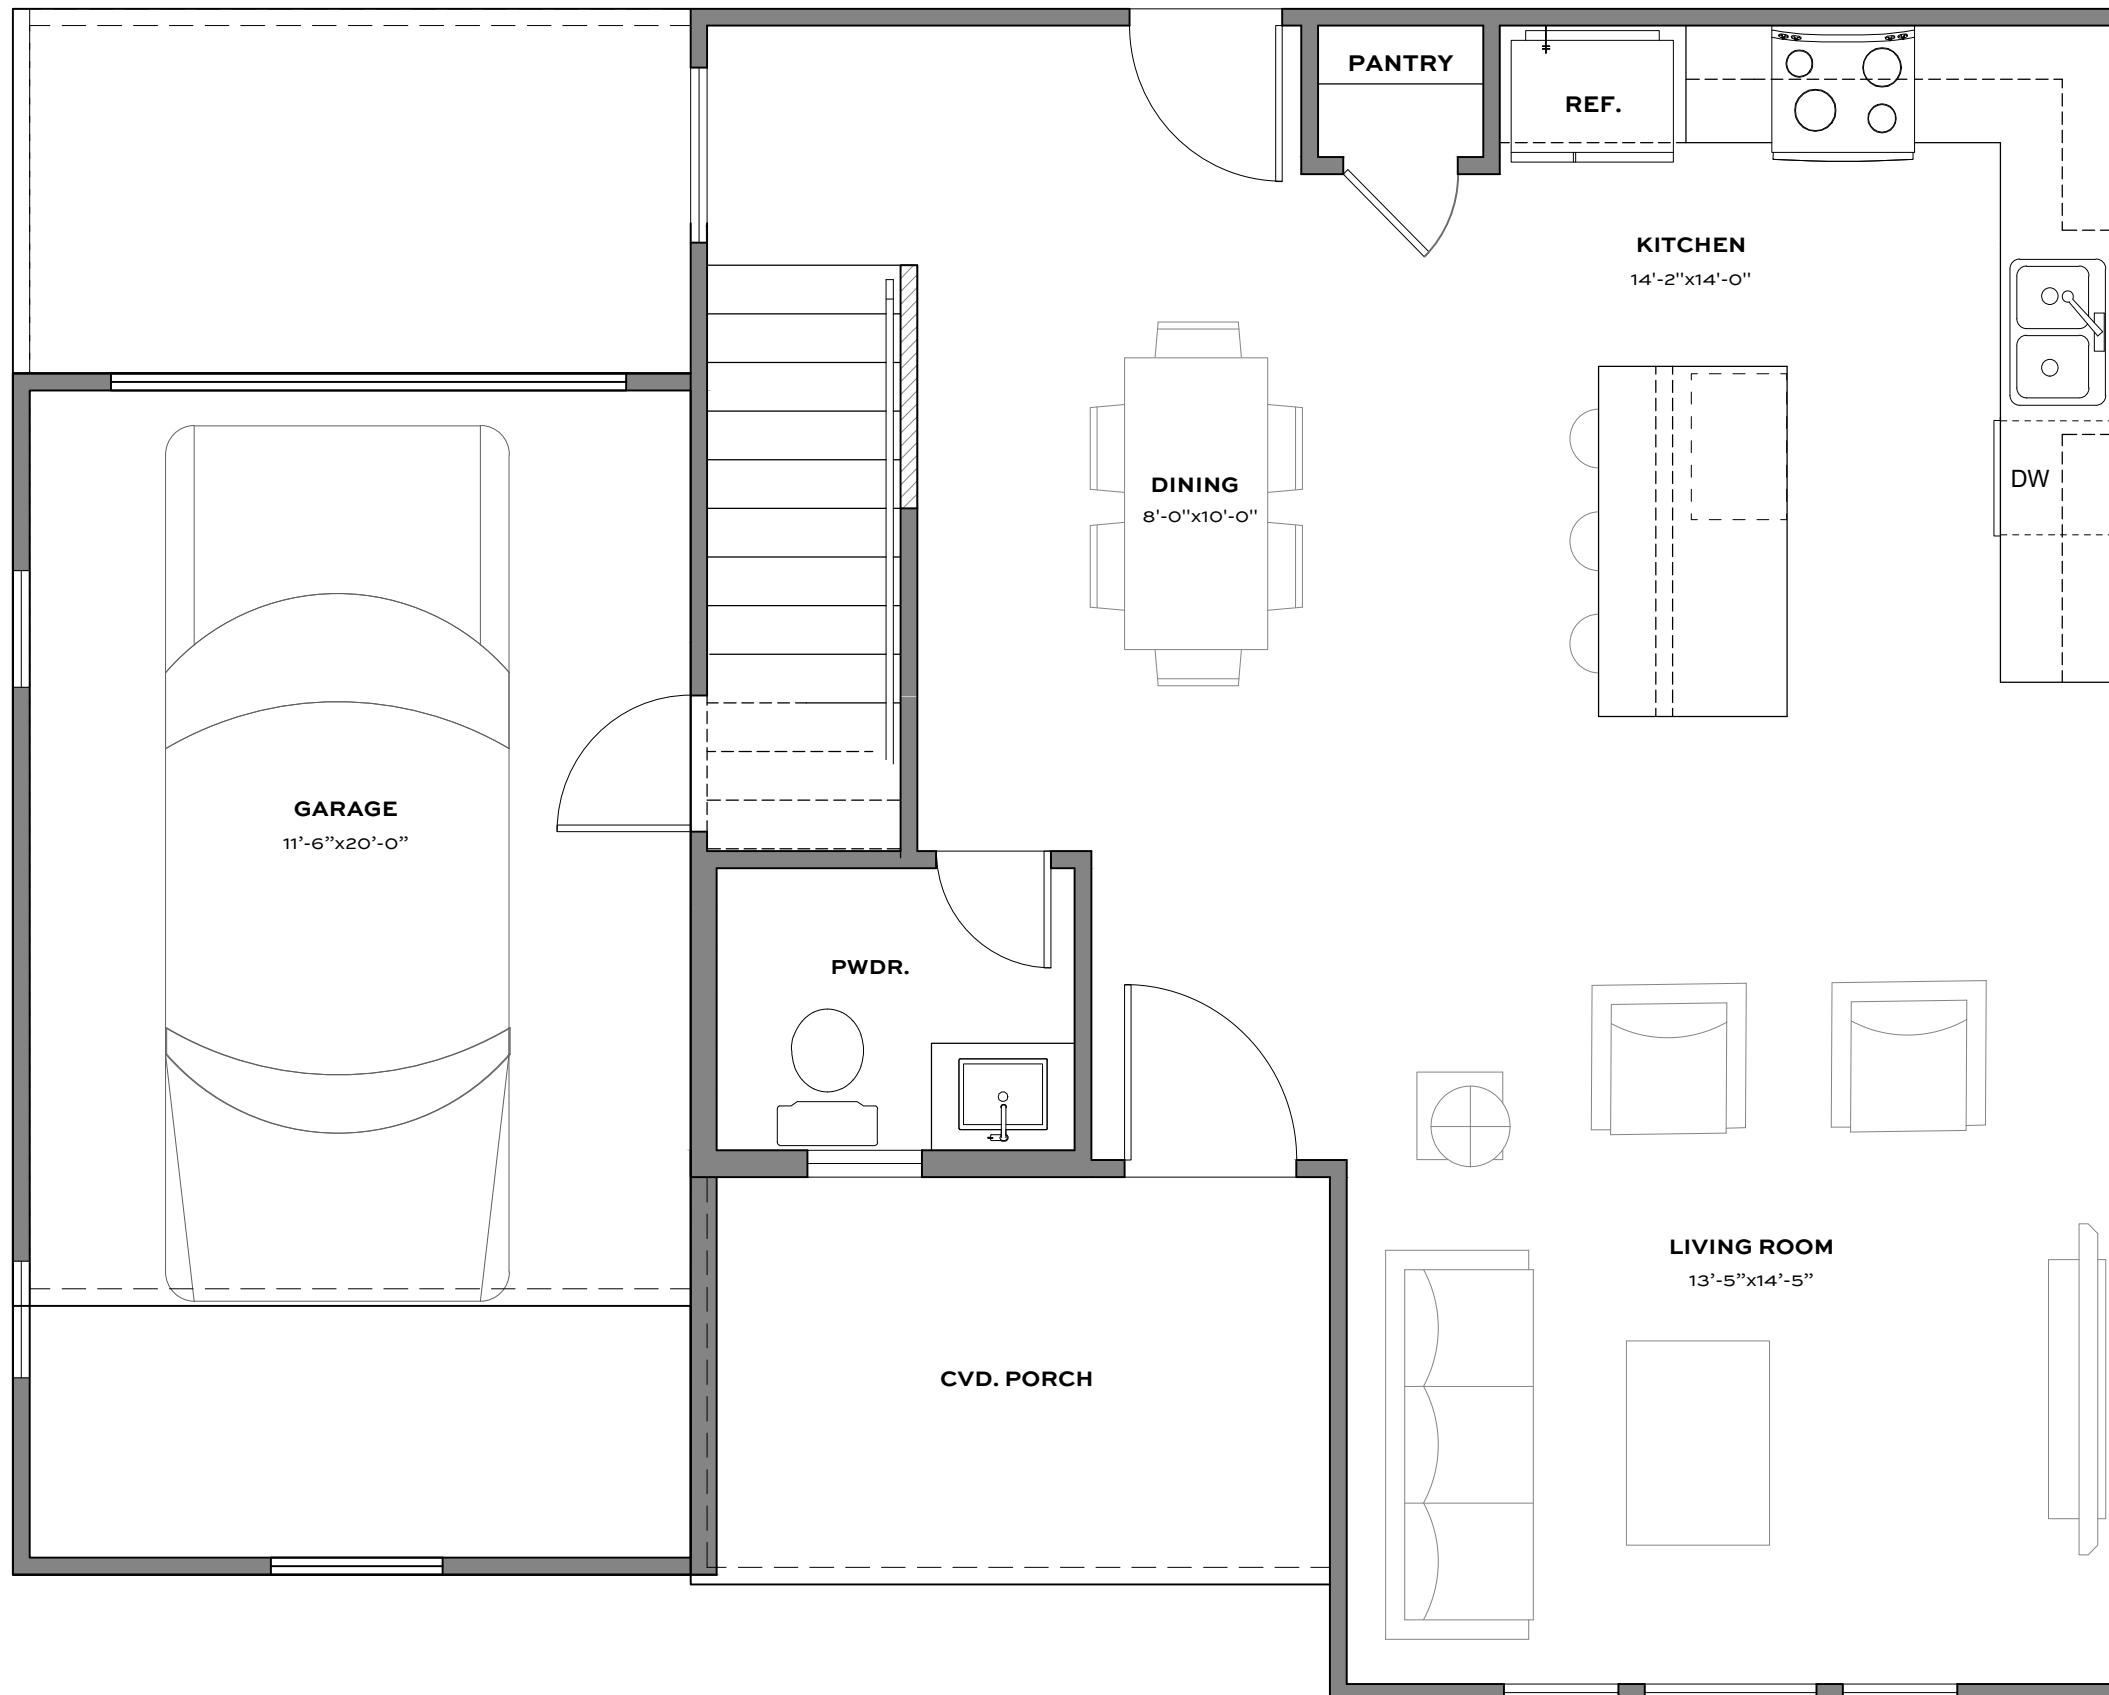 PANTRY
REF.
KITCHEN
14'-2"x14'-0"
DINING
8'-0"x10'-0"
DW
GARAGE
11’-6”x20’-0”
PWDR.
LIVING ROOM
13’-5”x14’-5”
CVD. PORCH